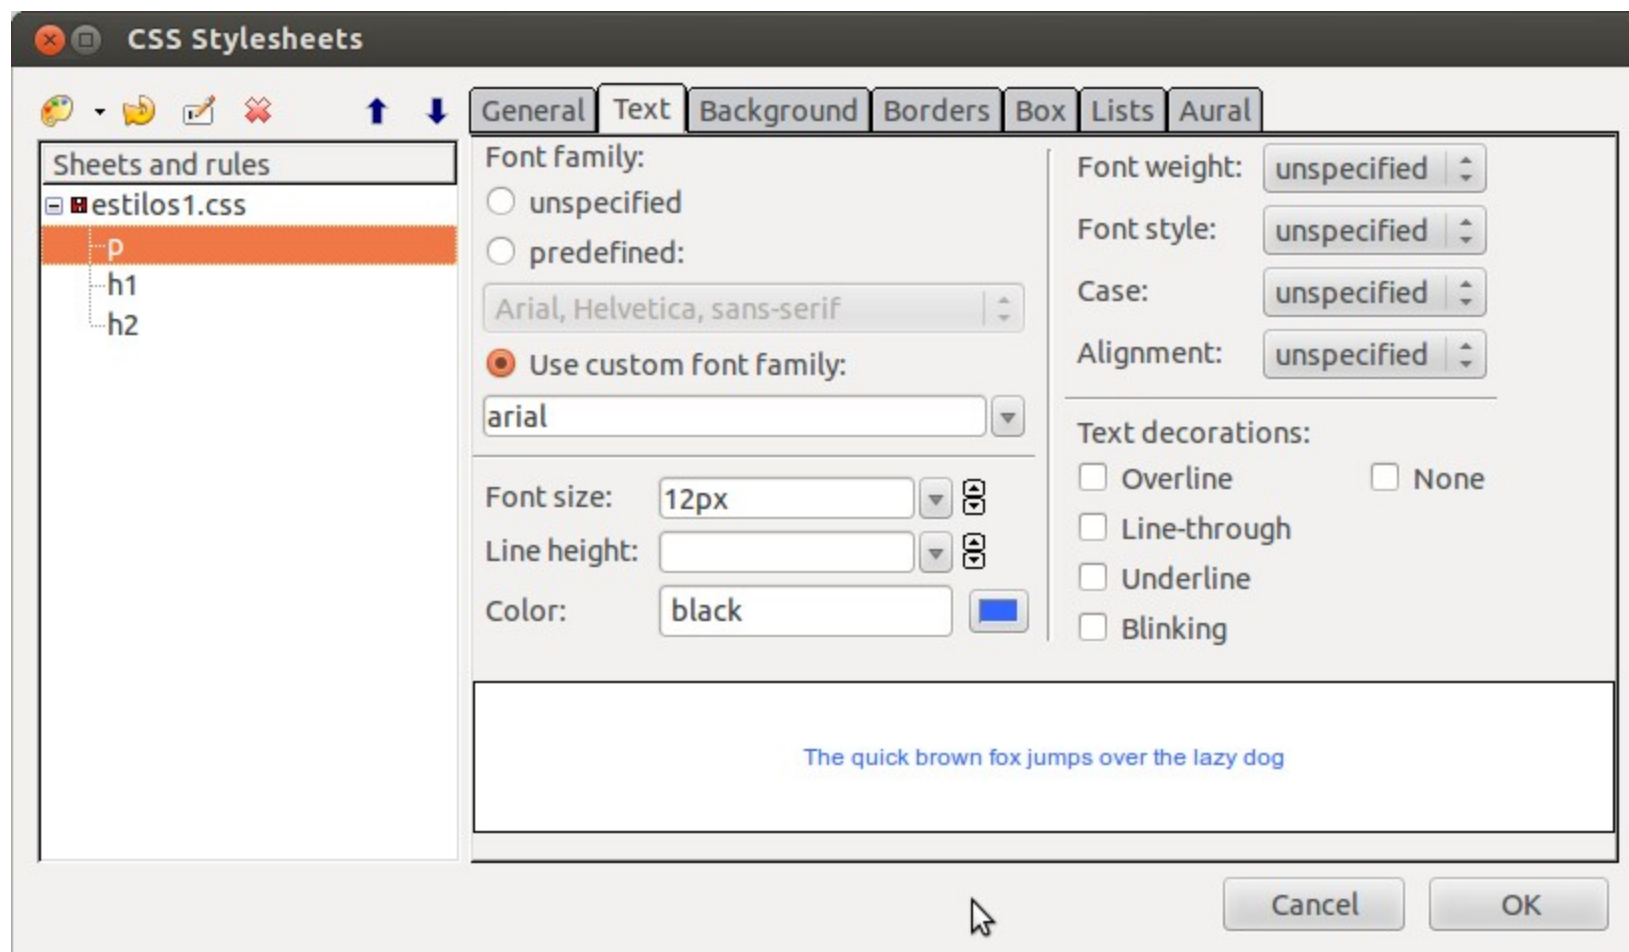 CSS Stylesheets
General Text Background Borders Box Lists Aural
Sheets and rules
estilos1.css
p
h1
h2
Font family:
unspecified
predefined:
Arial, Helvetica, sans-serif
Use custom font family:
arial
Font size: 12px
Line height:
Color: black
Font weight: unspecified
Font style: unspecified
Case: unspecified
Alignment: unspecified
Text decorations:
Overline None
Line-through
Underline
Blinking
The quick brown fox jumps over the lazy dog
Cancel OK